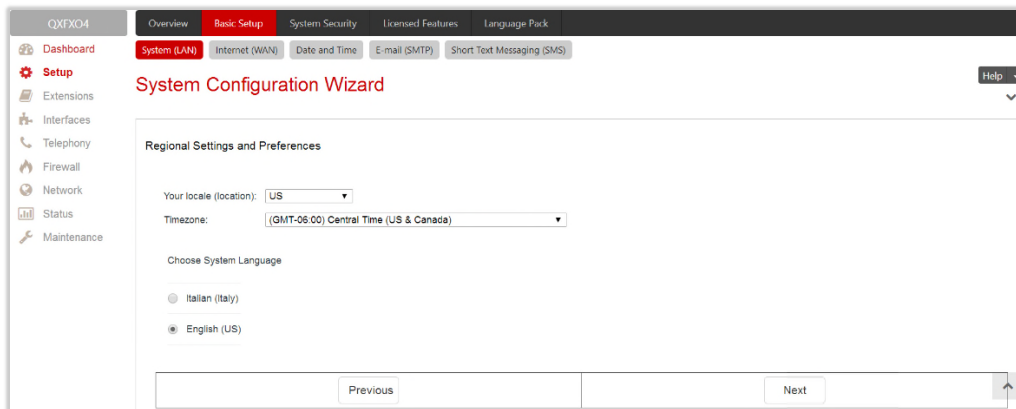 QXFXO4 Overview Basic Setup System Security Licensed Features Language Pack
Dashboard
Setup
Extensions
Interfaces
Telephony
Firewall
Network
Status
Maintenance
System (LAN) Internet (WAN) Date and Time E-mail (SMTP) Short Text Messaging (SMS)
System Configuration Wizard
Help
Regional Settings and Preferences
Your locale (location): US
Timezone: (GMT-06:00) Central Time (US & Canada)
Choose System Language
Italian (Italy)
English (US)
Previous Next